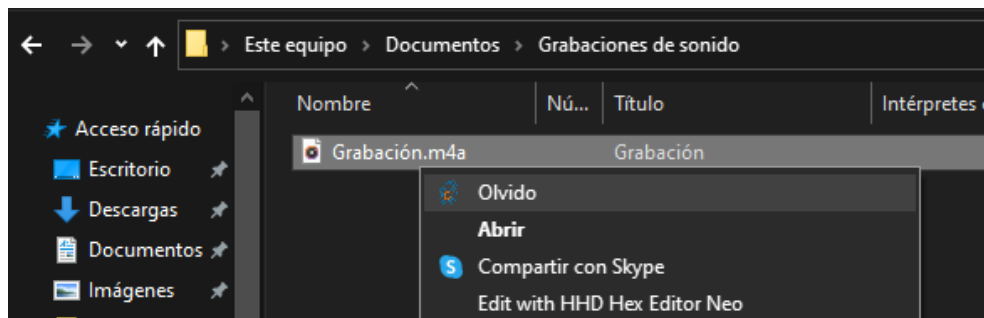 Este equipo > Documentos > Grabaciones de sonido
Nombre Nú... Título Intérpretes
Acceso rápido
Grabación.m4a Grabación
Escritorio
Olvido
Descargas
Abrir
Documentos
Compartir con Skype
Imágenes
Edit with HHD Hex Editor Neo